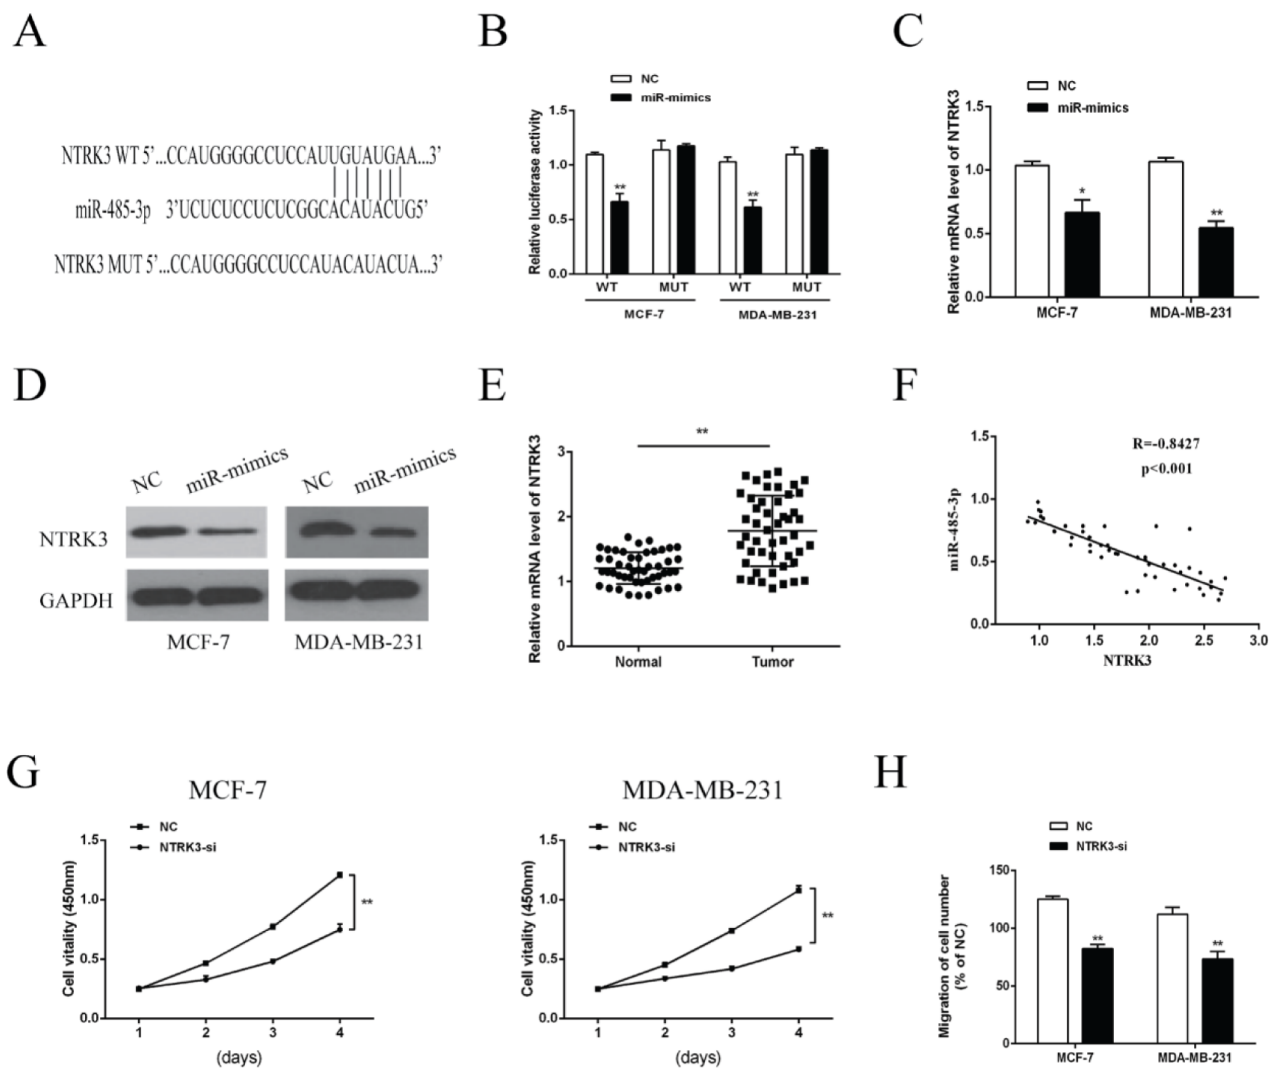 A
NTRK3 WT 5'...CCAUGGGGCCUCCAUUGUAUGAA...3'
miR-485-3p 3'UCUCUCCUCUCGGCACAUACUG5'
NTRK3 MUT 5'...CCAUGGGGCCUCCAUACAUACUA...3'
B
NC
miR-mimics
Relative luciferase activity
1.5
1.0
0.5
0.0
**
**
WT
MUT
WT
MUT
MCF-7
MDA-MB-231
C
NC
miR-mimics
Relative mRNA level of NTRK3
1.5
1.0
0.5
0.0
*
**
MCF-7
MDA-MB-231
D
NC
miR-mimics
NC
miR-mimics
NTRK3
GAPDH
MCF-7
MDA-MB-231
E
Relative mRNA level of NTRK3
3
2
1
0
**
Normal
Tumor
F
miR-485-3p
1.5
1.0
0.5
0.0
R=-0.8427
p<0.001
1.0
1.5
2.0
2.5
3.0
NTRK3
G
MCF-7
NC
NTRK3-si
Cell vitality (450nm)
1.5
1.0
0.5
0.0
**
1
2
3
4
(days)
MDA-MB-231
NC
NTRK3-si
Cell vitality (450nm)
1.5
1.0
0.5
0.0
**
1
2
3
4
(days)
H
NC
NTRK3-si
Migration of cell number
(% of NC)
150
100
50
0
**
**
MCF-7
MDA-MB-231